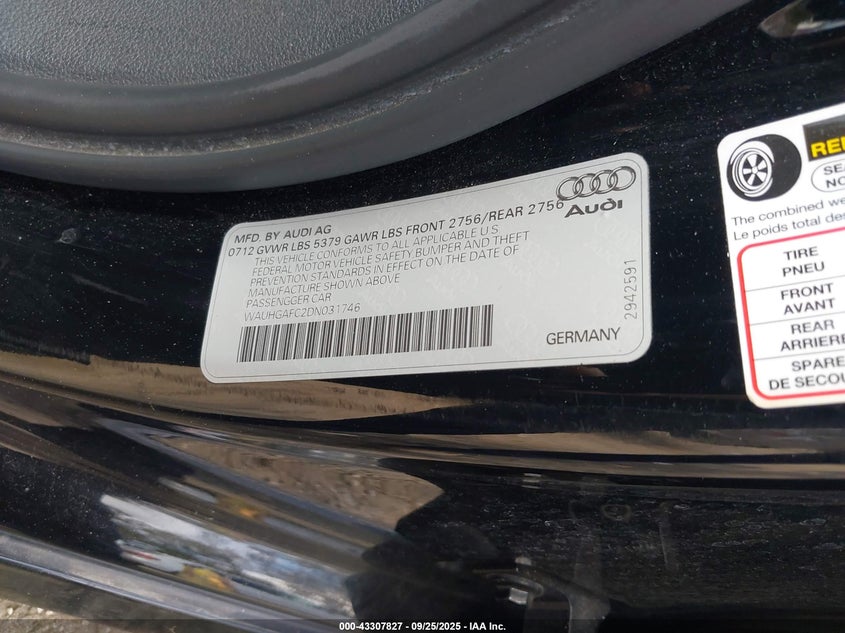 MFD. BY AUDI AG
0712 GVWR LBS 5379 GAWR LBS FRONT 2756/REAR 2756
THIS VEHICLE CONFORMS TO ALL APPLICABLE U.S
FEDERAL MOTOR VEHICLE SAFETY, BUMPER AND THEFT
PREVENTION STANDARDS IN EFFECT ON THE DATE OF
MANUFACTURE SHOWN ABOVE
PASSENGGER CAR
WAUHGAFC2DN031746
Audi
GERMANY
2942591
The combined we
Le poids total des
TIRE
PNEU
FRONT
AVANT
REAR
ARRIERE
SPARE
DE SECOU
000-43307827 - 09/25/2025 - IAA Inc.